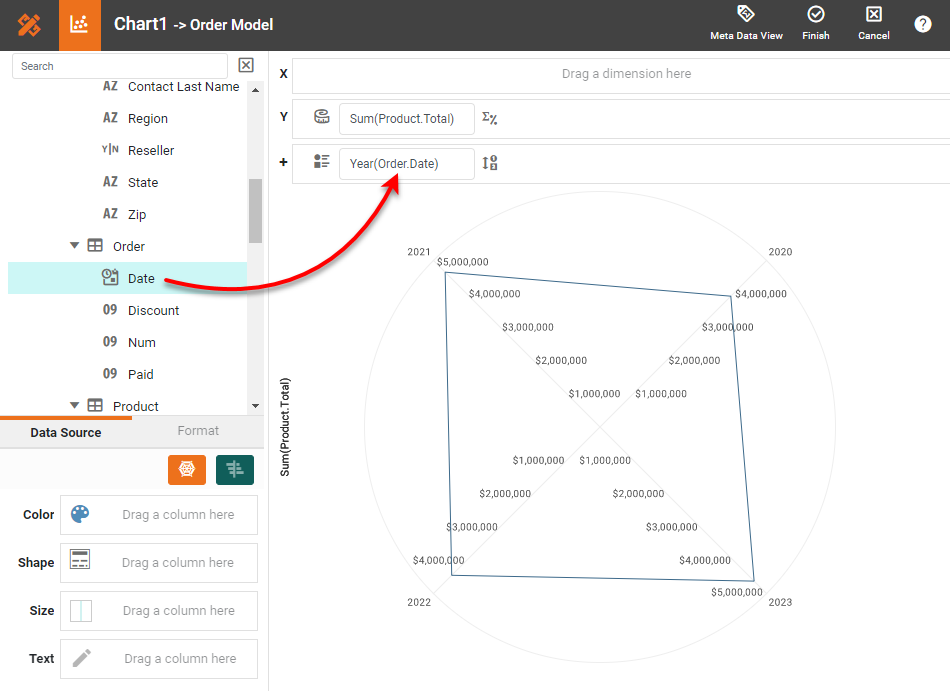 Chart1 -> Order Model
Meta Data View
Finish
Cancel
?
Search
AZ Contact Last Name
AZ Region
Y|N Reseller
AZ State
AZ Zip
Order
Date
09 Discount
09 Num
09 Paid
Product
Data Source
Format
Color Drag a column here
Shape Drag a column here
Size Drag a column here
Text Drag a column here
X Drag a dimension here
Y Sum(Product.Total) Σ%
+ Year(Order.Date)
2021
2020
$5,000,000
$4,000,000
$4,000,000
$3,000,000
$3,000,000
$2,000,000
$2,000,000
$1,000,000
$1,000,000
Sum(Product.Total)
$1,000,000
$1,000,000
$2,000,000
$2,000,000
$3,000,000
$3,000,000
$4,000,000
$4,000,000
$5,000,000
2022
2023